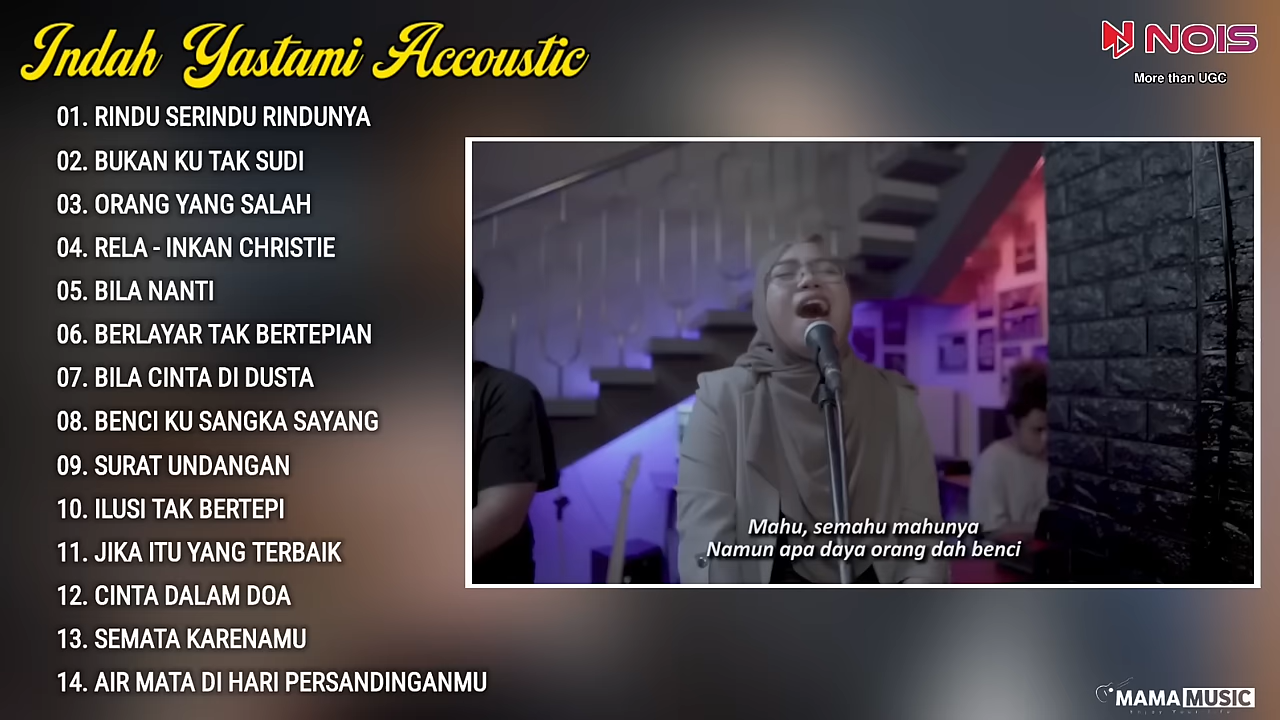 Indah Yastami Accoustic
NOIS
More than UGC
01. RINDU SERINDU RINDUNYA
02. BUKAN KU TAK SUDI
03. ORANG YANG SALAH
04. RELA - INKAN CHRISTIE
05. BILA NANTI
06. BERLAYAR TAK BERTEPIAN
07. BILA CINTA DI DUSTA
08. BENCI KU SANGKA SAYANG
09. SURAT UNDANGAN
10. ILUSI TAK BERTEPI
11. JIKA ITU YANG TERBAIK
12. CINTA DALAM DOA
13. SEMATA KARENAMU
14. AIR MATA DI HARI PERSANDINGANMU
Mahu, semahu mahunya
Namun apa daya orang dah benci
MAMA MUSIC